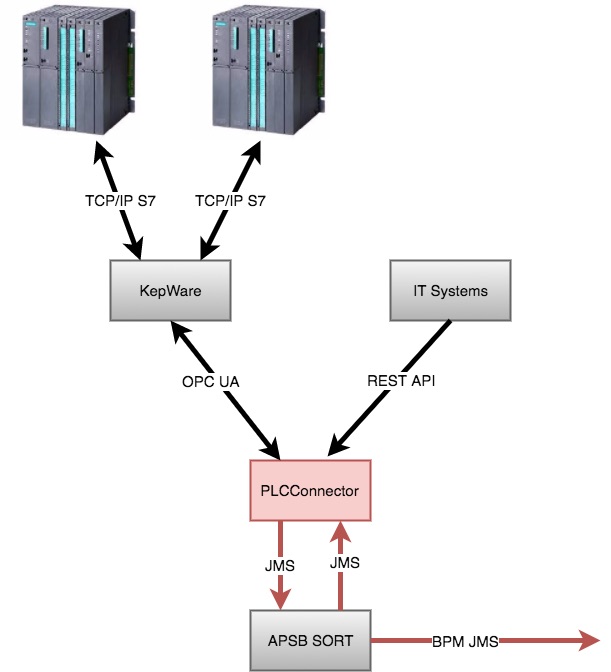 TCP/IP S7
TCP/IP S7
KepWare
IT Systems
OPC UA
REST API
PLCConnector
JMS
JMS
APSB SORT
BPM JMS